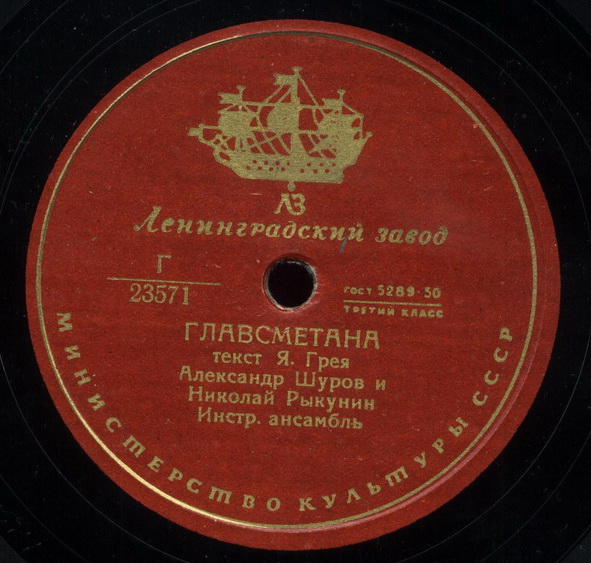 ЛЗ
Ленинградский завод
Г
23571
ГОСТ 5289-50
ТРЕТИЙ КЛАСС
ГЛАВСМЕТАНА
текст Я. Грея
Александр Шуров и
Николай Рыкунин
Инстр. ансамбль
МИНИСТЕРСТВО КУЛЬТУРЫ СССР